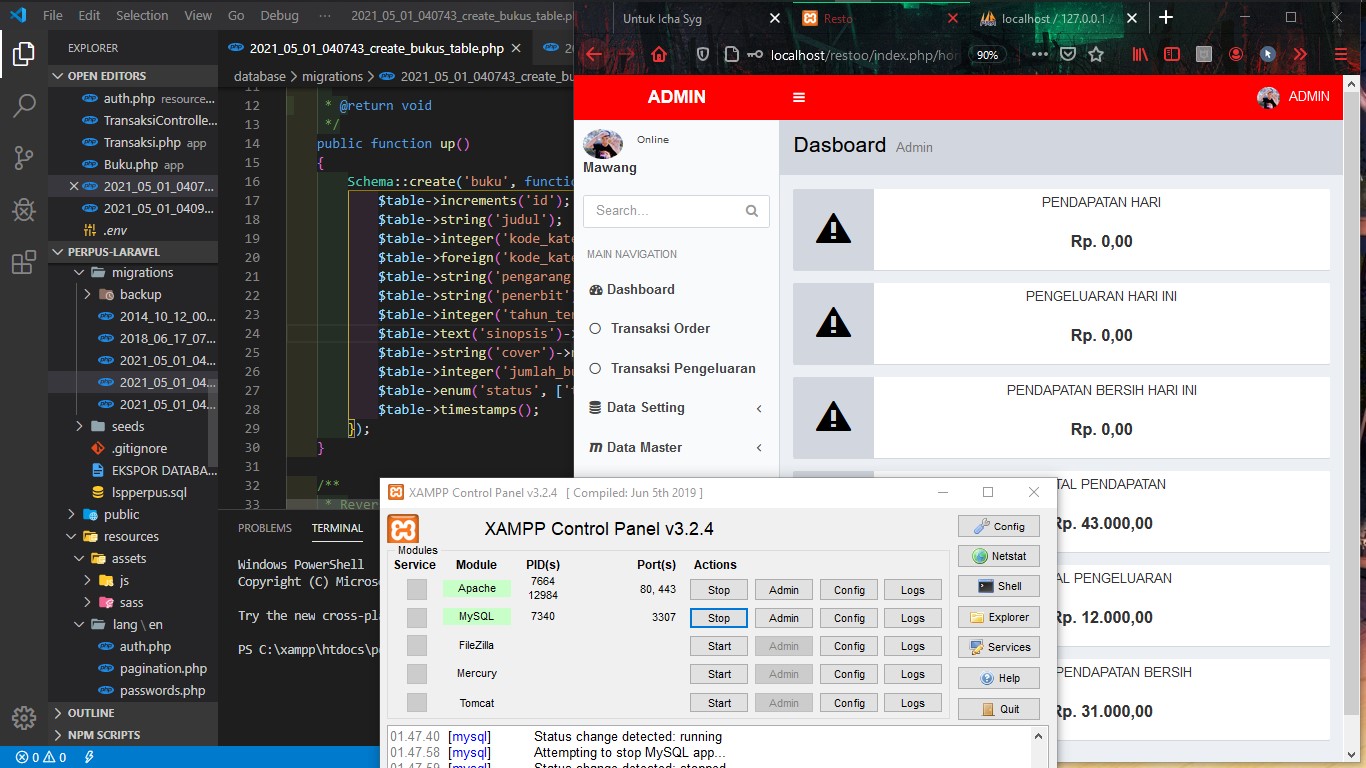 File Edit Selection View Go Debug ··· 2021_05_01_040743_create_bukus_table.p
EXPLORER
OPEN EDITORS
auth.php resource...
TransaksiControlle...
Transaksi.php app
Buku.php app
2021_05_01_0407...
2021_05_01_0409...
.env
PERPUS-LARAVEL
migrations
backup
2014_10_12_00...
2018_06_17_07...
2021_05_01_04...
2021_05_01_04...
2021_05_01_04...
seeds
.gitignore
EKSPOR DATABA...
lspperpus.sql
public
resources
assets
js
sass
lang \ en
auth.php
pagination.php
passwords.php
OUTLINE
NPM SCRIPTS
0 0
2021_05_01_040743_create_bukus_table.php
database > migrations > 2021_05_01_040743_create_bu
11
12 * @return void
13 */
14 public function up()
15 {
16 Schema::create('buku', functio
17 $table->increments('id');
18 $table->string('judul');
19 $table->integer('kode_kate
20 $table->foreign('kode_kate
21 $table->string('pengarang
22 $table->string('penerbit'
23 $table->integer('tahun_ter
24 $table->text('sinopsis')->
25 $table->string('cover')->n
26 $table->integer('jumlah_bu
27 $table->enum('status', ['
28 $table->timestamps();
29 });
30 }
31
32 /**
33 * Rever
PROBLEMS TERMINAL
Windows PowerShell
Copyright (C) Micros
Try the new cross-pl
PS C:\xampp\htdocs\p
Untuk Icha Syg
Resto
localhost / 127.0.0.1 /
localhost/restoo/index.php/hor
90%
ADMIN
ADMIN
Online
Mawang
Search...
MAIN NAVIGATION
Dashboard
Transaksi Order
Transaksi Pengeluaran
Data Setting
Data Master
Dasboard Admin
PENDAPATAN HARI
Rp. 0,00
PENGELUARAN HARI INI
Rp. 0,00
PENDAPATAN BERSIH HARI INI
Rp. 0,00
TAL PENDAPATAN
Rp. 43.000,00
AL PENGELUARAN
Rp. 12.000,00
PENDAPATAN BERSIH
Rp. 31.000,00
XAMPP Control Panel v3.2.4 [ Compiled: Jun 5th 2019 ]
XAMPP Control Panel v3.2.4
Modules
Service Module PID(s) Port(s) Actions
Apache 7664 12984 80, 443 Stop Admin Config Logs
MySQL 7340 3307 Stop Admin Config Logs
FileZilla Start Admin Config Logs
Mercury Start Admin Config Logs
Tomcat Start Admin Config Logs
Config
Netstat
Shell
Explorer
Services
Help
Quit
01.47.40 [mysql] Status change detected: running
01.47.58 [mysql] Attempting to stop MySQL app...
01.47.59 [mysql] Status change detected: stopped